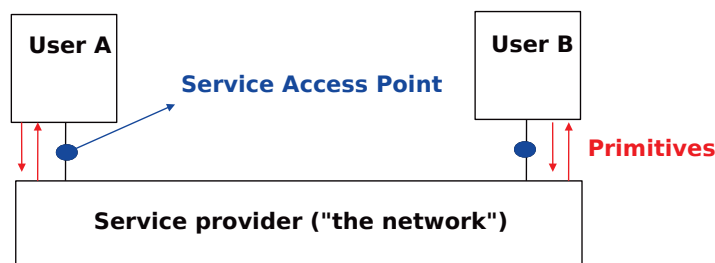 User A
User B
Service Access Point
Primitives
Service provider ("the network")